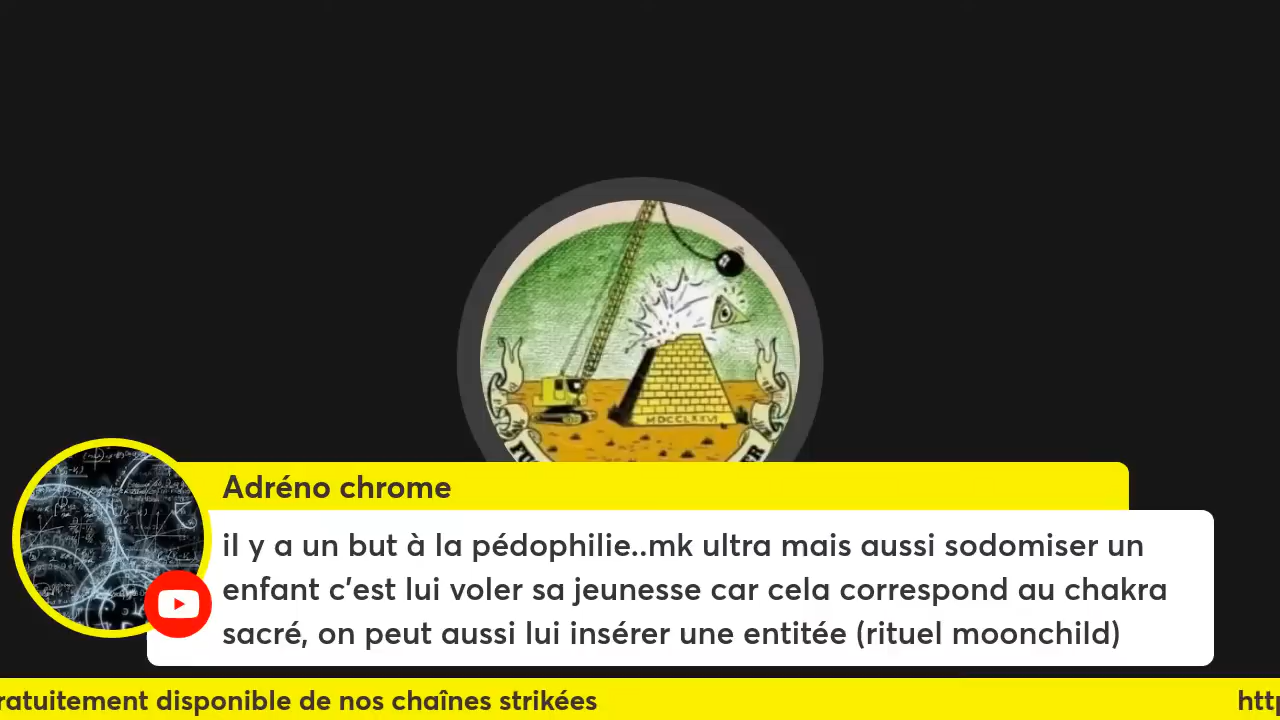 MDCCLXXVI
Adréno chrome
il y a un but à la pédophilie..mk ultra mais aussi sodomiser un
enfant c'est lui voler sa jeunesse car cela correspond au chakra
sacré, on peut aussi lui insérer une entitée (rituel moonchild)
ratuitement disponible de nos chaînes strikées
http